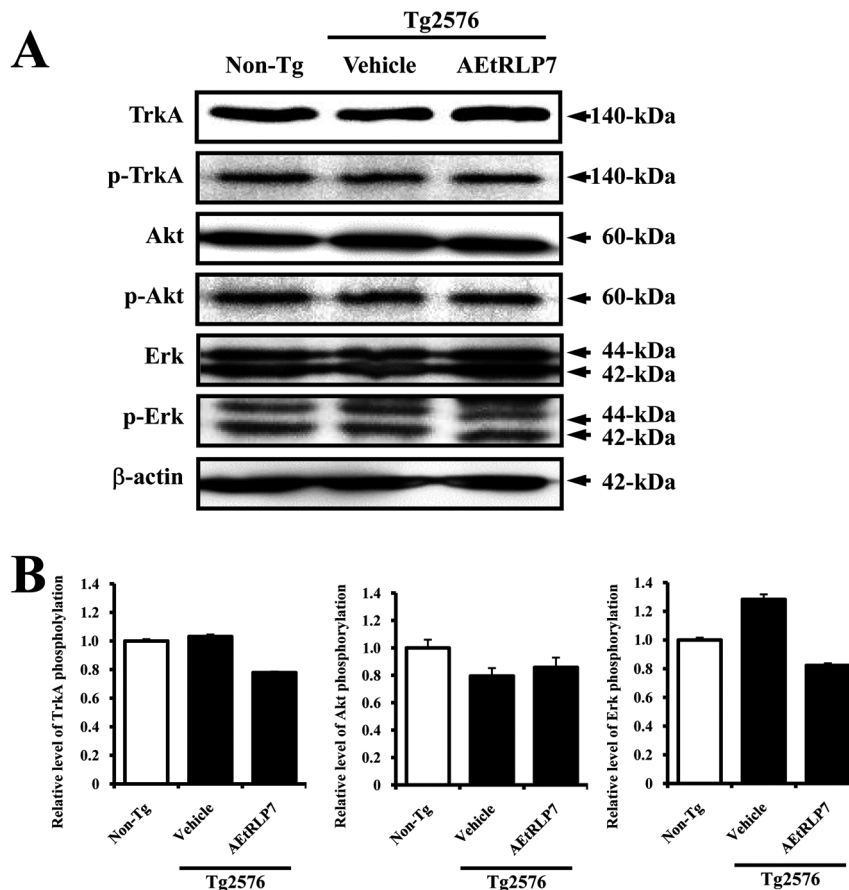 A
Tg2576
Non-Tg Vehicle AEtRLP7
TrkA 140-kDa
p-TrkA 140-kDa
Akt 60-kDa
p-Akt 60-kDa
Erk 44-kDa
42-kDa
p-Erk 44-kDa
42-kDa
β-actin 42-kDa
B
Relative level of TrkA phospholylation
1.4
1.2
1.0
0.8
0.6
0.4
0.2
0
Non-Tg
Vehicle
AEtRLP7
Tg2576
Relative level of Akt phosphorylation
1.4
1.2
1.0
0.8
0.6
0.4
0.2
0
Non-Tg
Vehicle
AEtRLP7
Tg2576
Relative level of Erk phosphorylation
1.4
1.2
1.0
0.8
0.6
0.4
0.2
0
Non-Tg
Vehicle
AEtRLP7
Tg2576